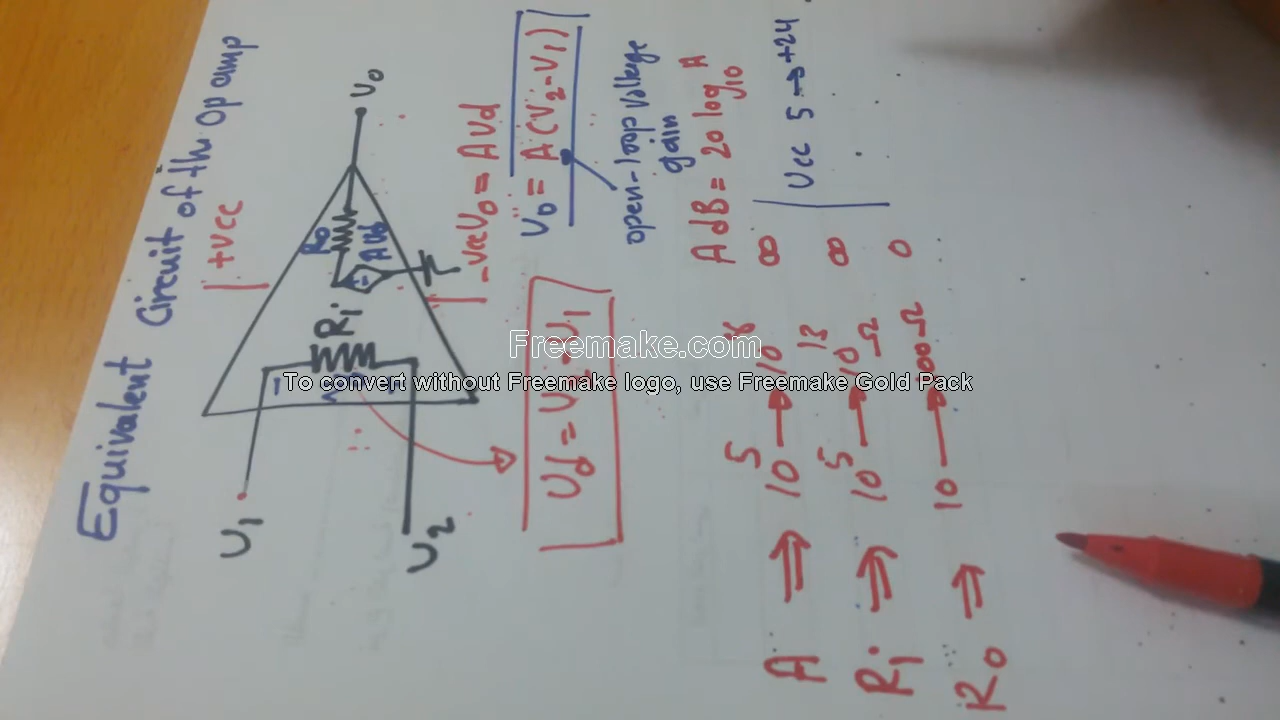 Equivalent Circuit of the Op amp
+Vcc
V1
Ri
Ro
AVd
Vo
V2
-Vcc
Vo = AVd
Vd = V2 - V1
Vo = A(V2-V1)
open-loop voltage
gain
AdB = 20 log10 A
A ⇒ 10^5 → 10^8 ∞
Ri ⇒ 10^5 → 10^13 Ω ∞
Ro ⇒ 10 → 100 Ω 0
Vcc 5 → +24
Freemake.com
To convert without Freemake logo, use Freemake Gold Pack